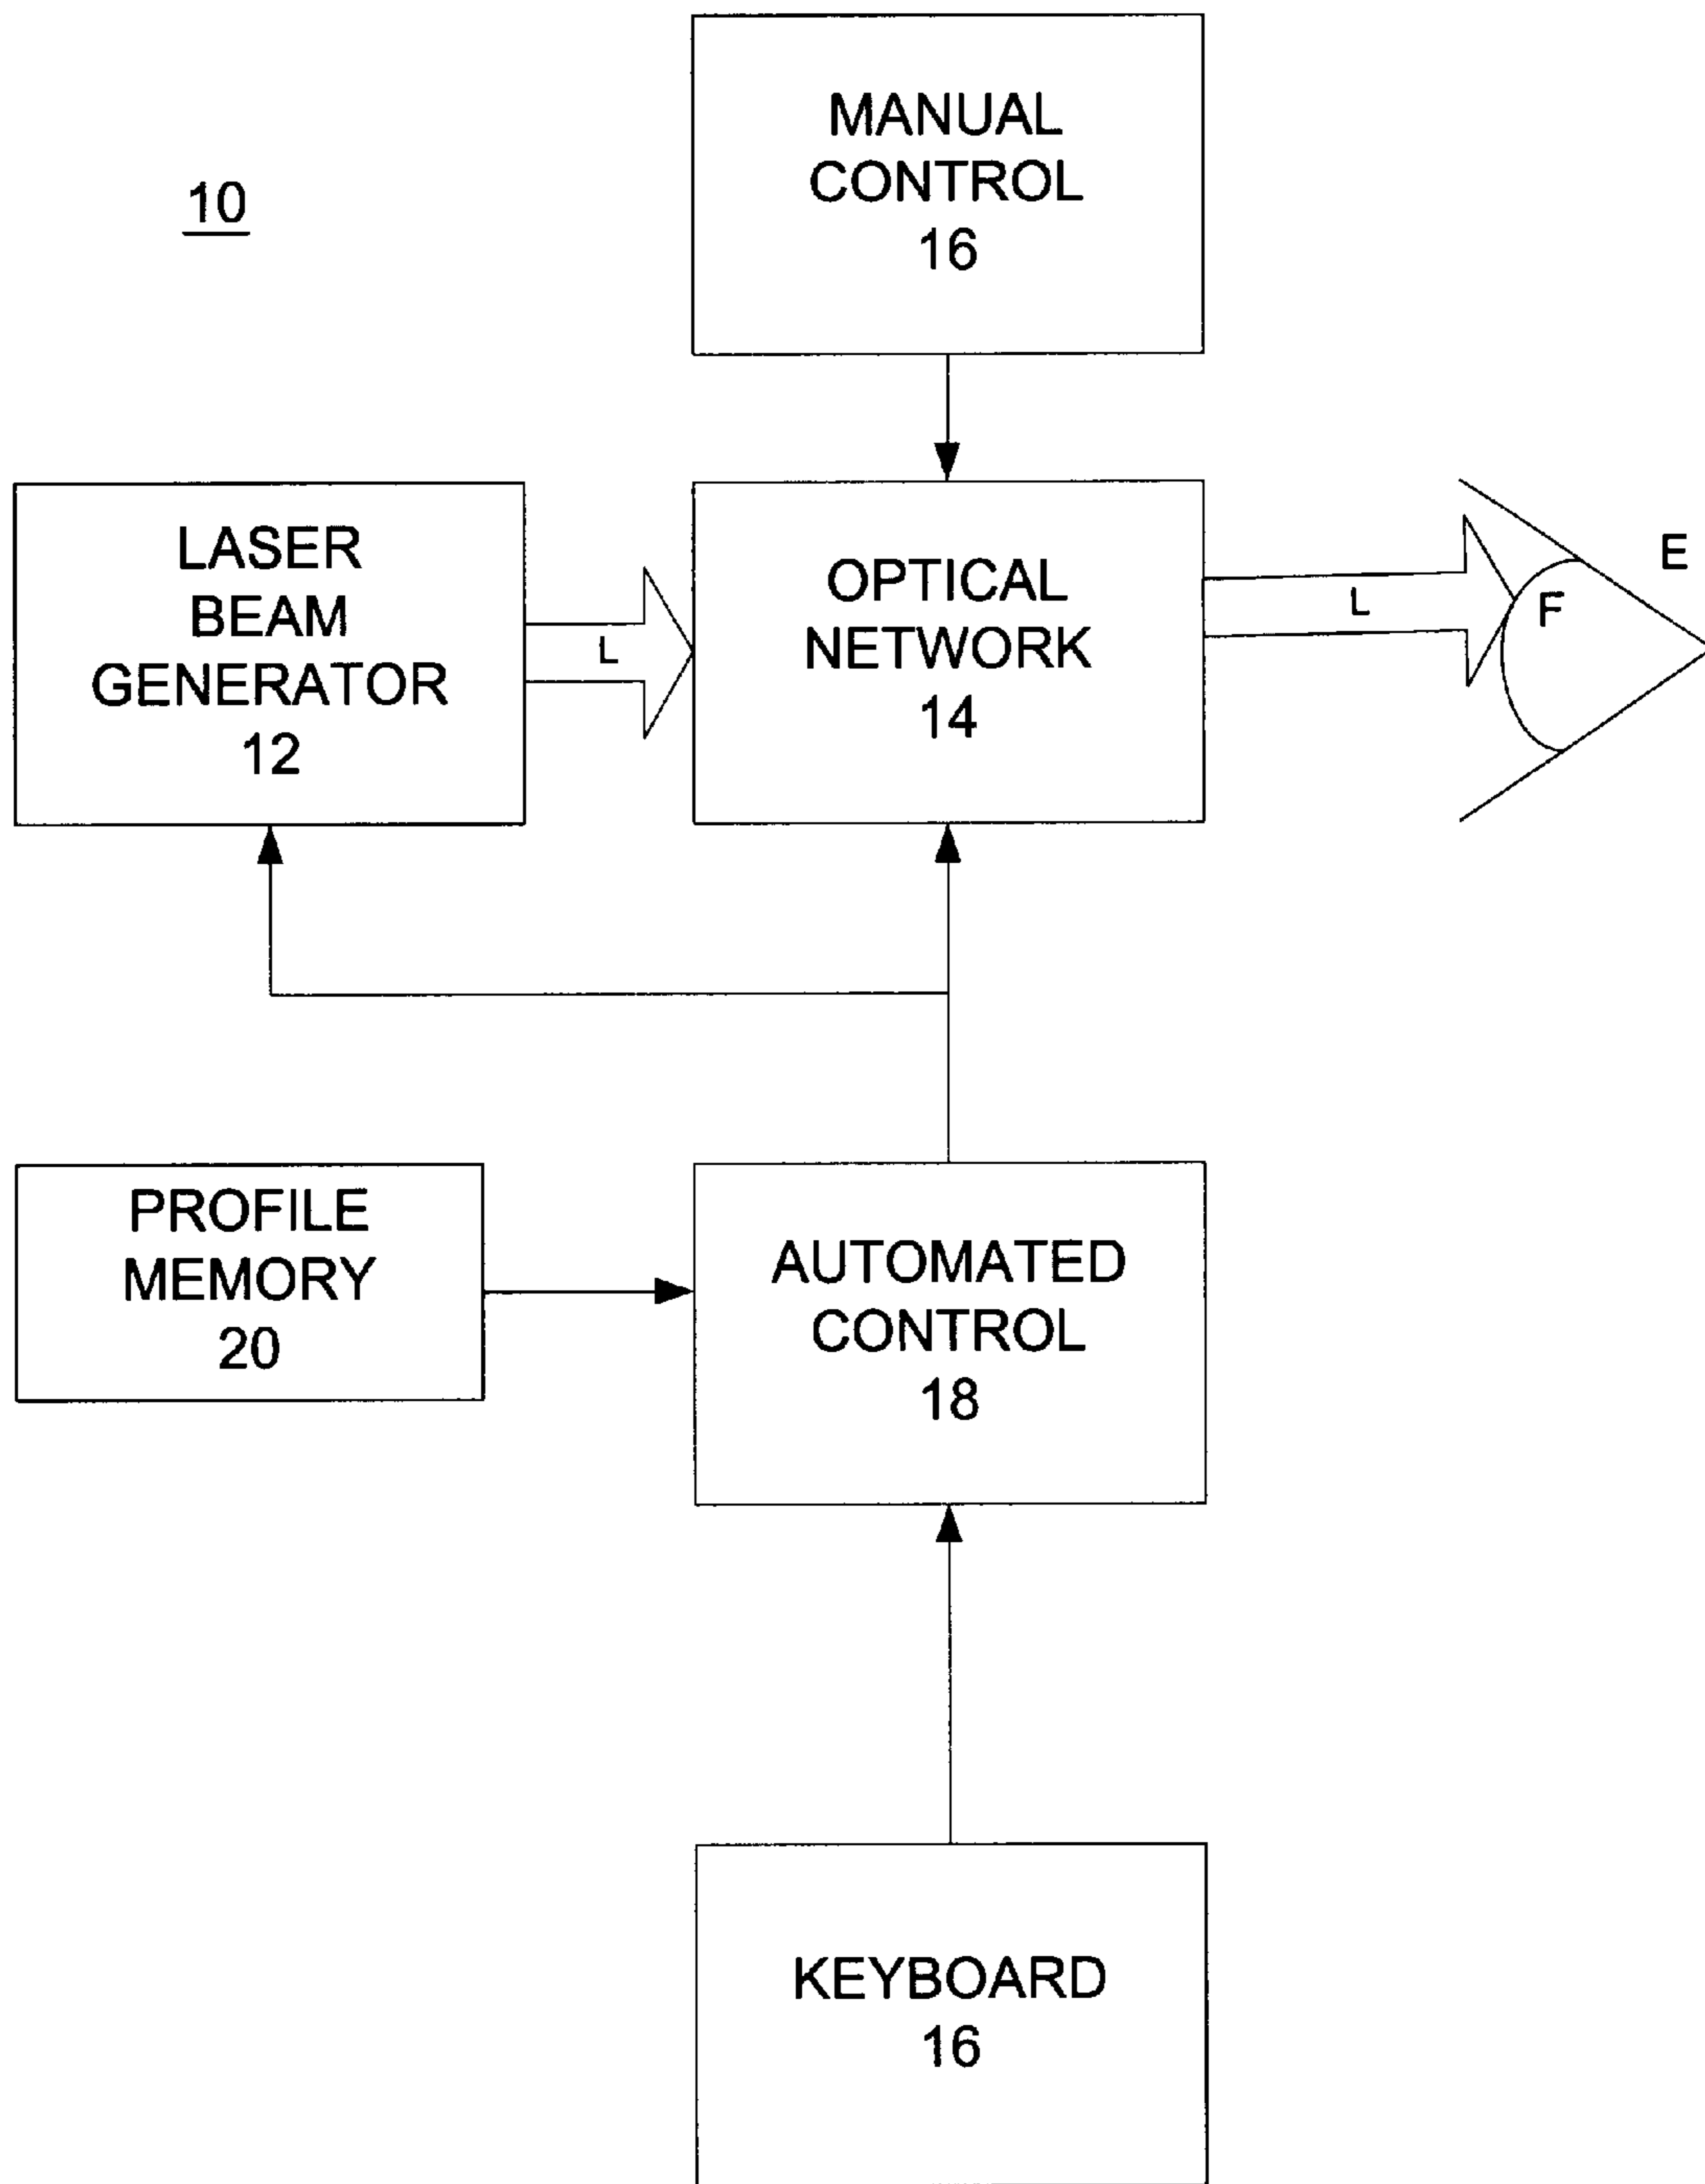 10
MANUAL
CONTROL
16
LASER
BEAM
GENERATOR
12
L
OPTICAL
NETWORK
14
L
F
E
PROFILE
MEMORY
20
AUTOMATED
CONTROL
18
KEYBOARD
16